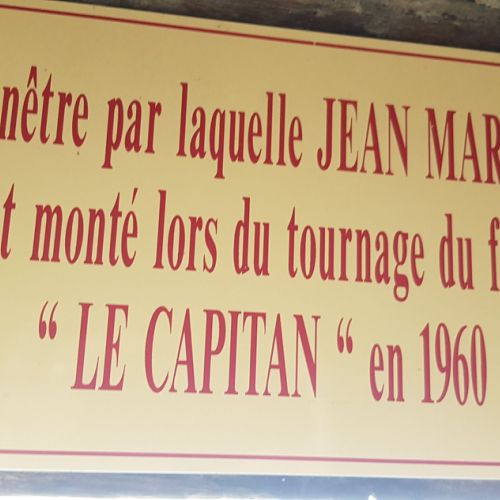 nêtre par laquelle JEAN MAR
t monté lors du tournage du f
“ LE CAPITAN “ en 1960